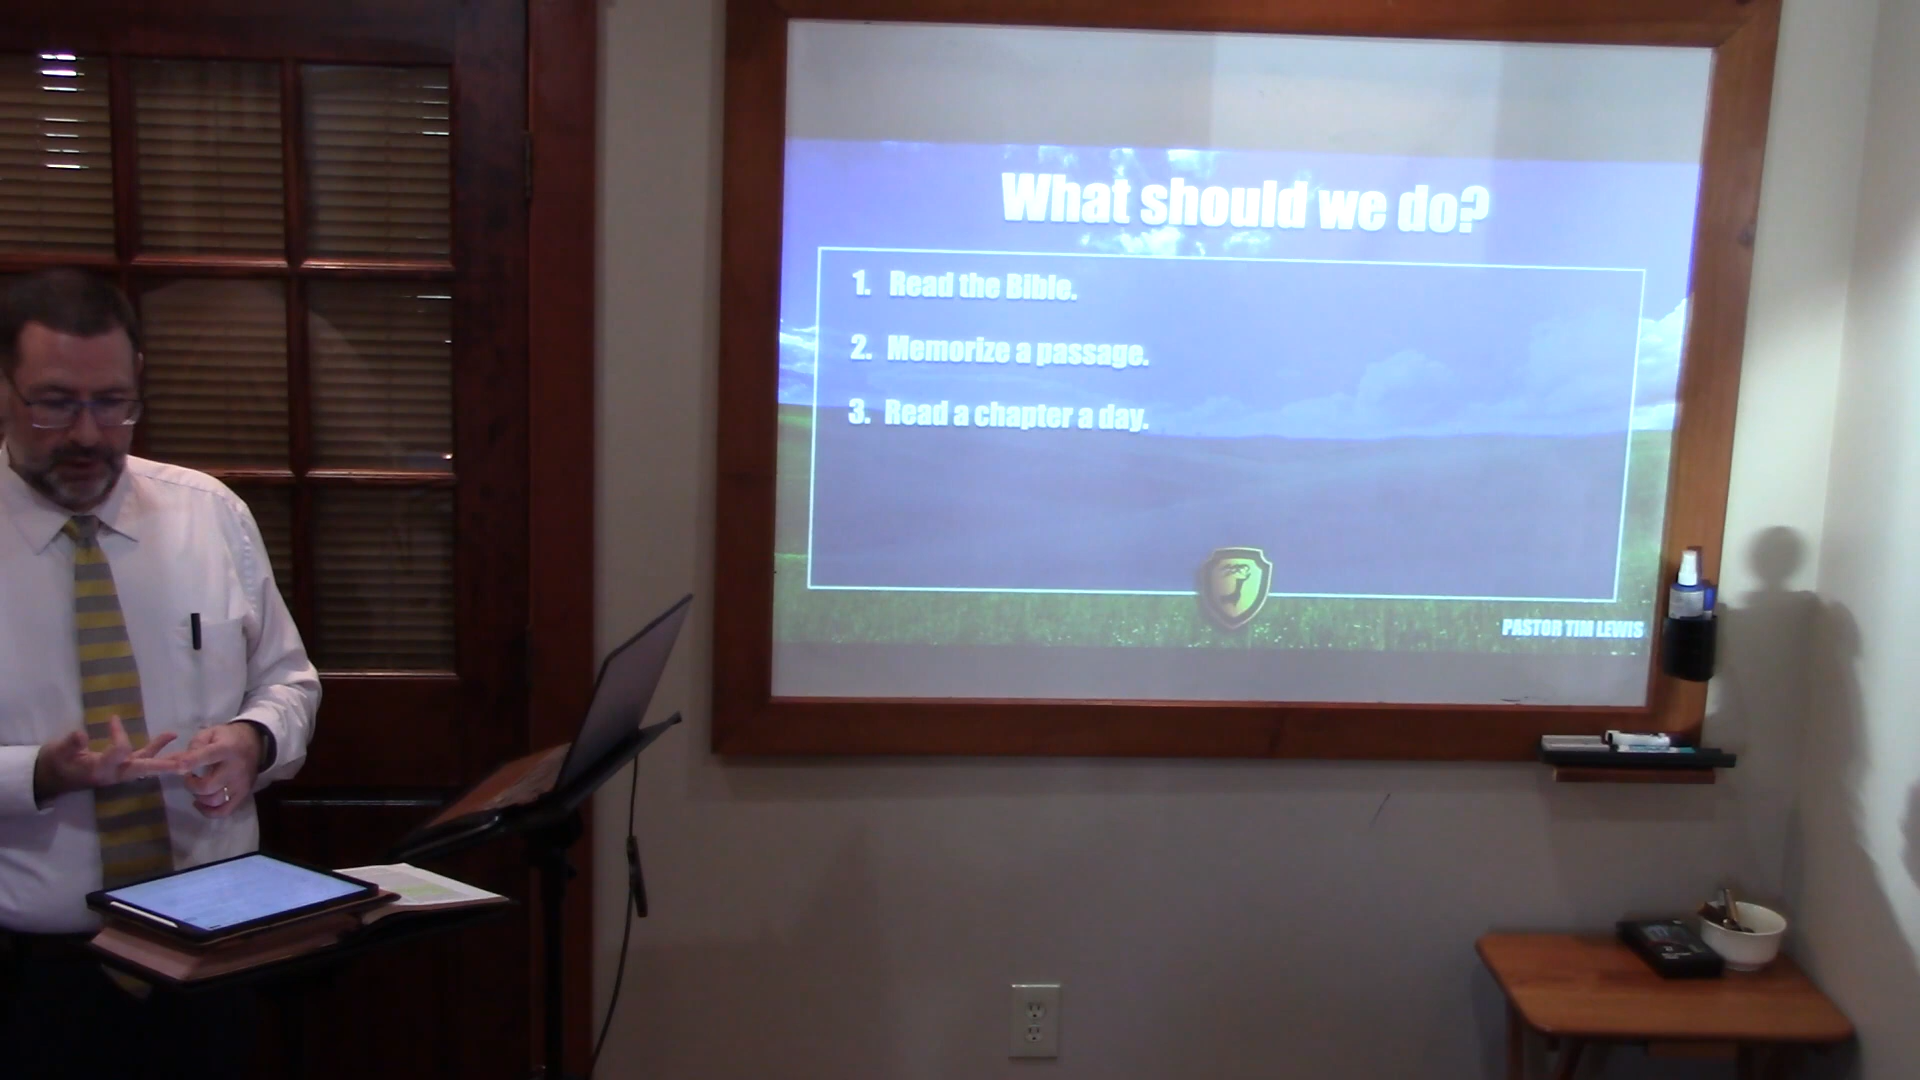 What should we do?
1. Read the Bible.
2. Memorize a passage.
3. Read a chapter a day.
PASTOR TIM LEWIS